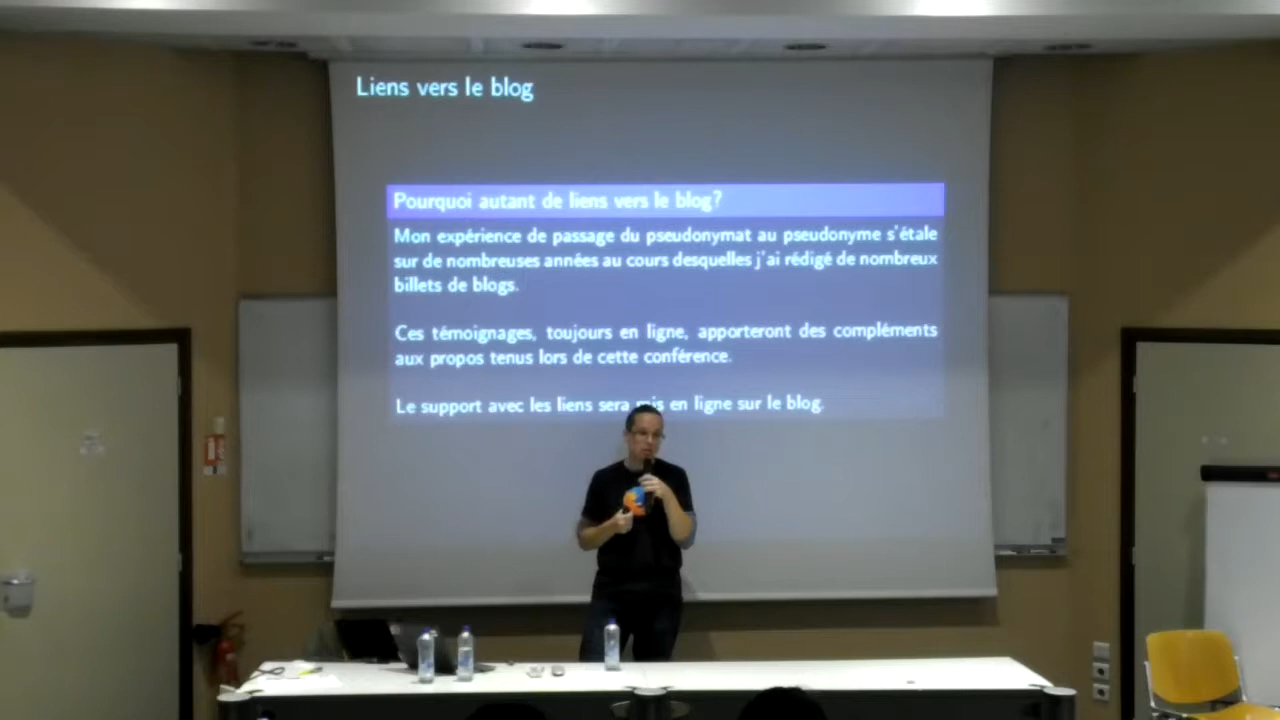 Liens vers le blog
Pourquoi autant de liens vers le blog?
Mon expérience de passage du pseudonymat au pseudonyme s'étale
sur de nombreuses années au cours desquelles j'ai rédigé de nombreux
billets de blogs.
Ces témoignages, toujours en ligne, apporteront des compléments
aux propos tenus lors de cette conférence.
Le support avec les liens sera mis en ligne sur le blog.